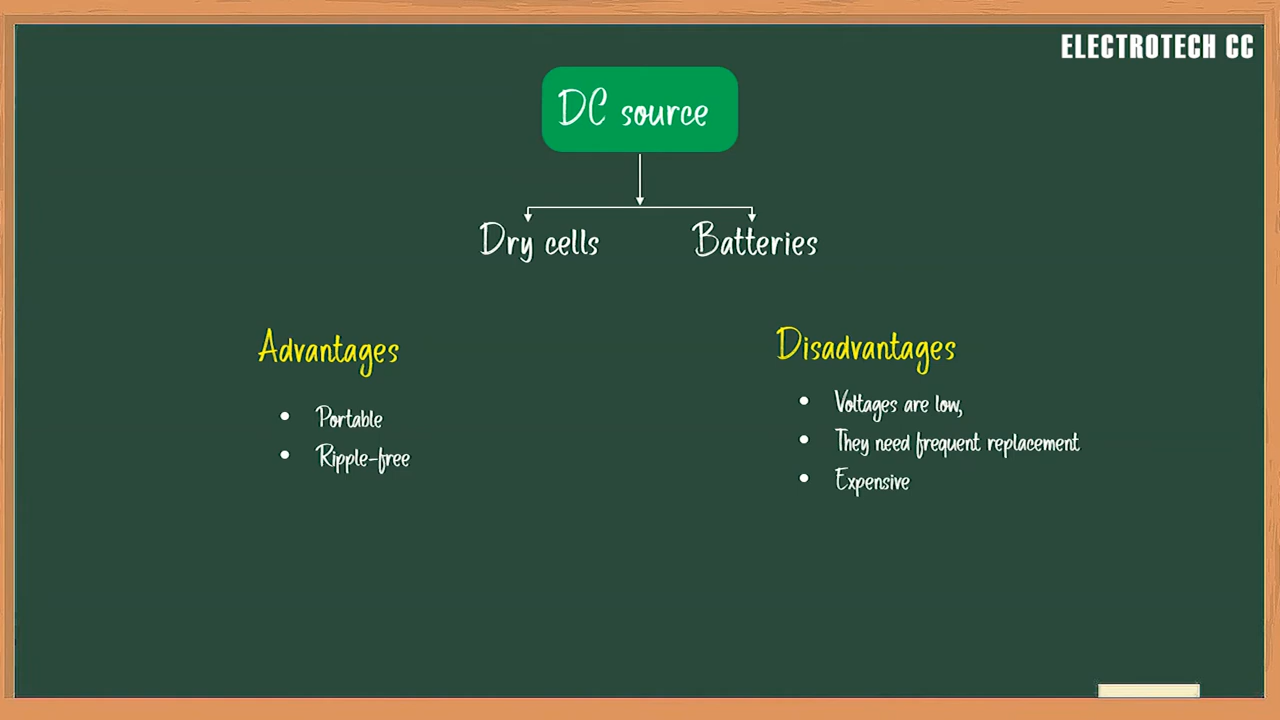 ELECTROTECH CC
DC source
Dry cells
Batteries
Advantages
• Portable
• Ripple-free
Disadvantages
• Voltages are low,
• They need frequent replacement
• Expensive